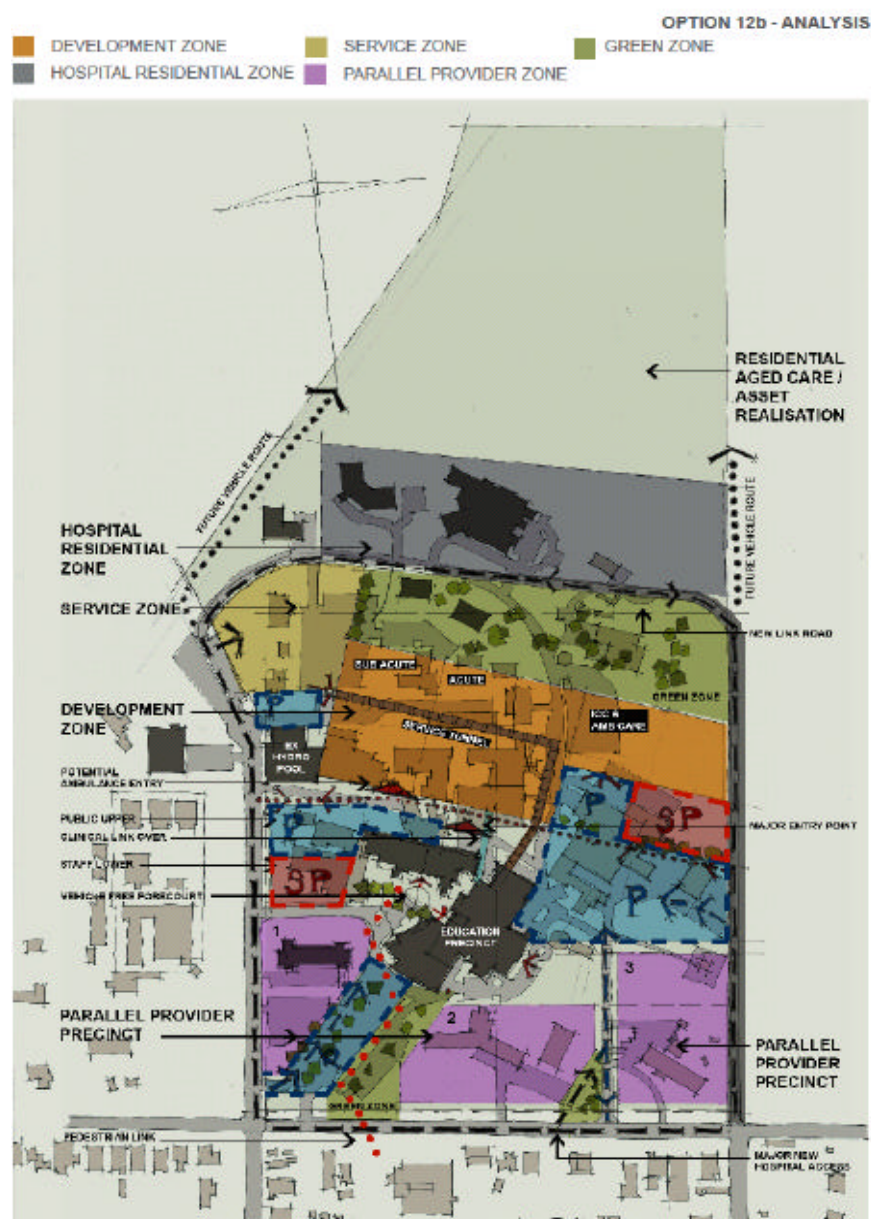 OPTION 12b - ANALYSIS
DEVELOPMENT ZONE
SERVICE ZONE
GREEN ZONE
HOSPITAL RESIDENTIAL ZONE
PARALLEL PROVIDER ZONE
RESIDENTIAL
AGED CARE /
ASSET
REALISATION
FUTURE VEHICLE ROUTE
FUTURE VEHICLE ROUTE
HOSPITAL
RESIDENTIAL
ZONE
SERVICE ZONE
NEW LINK ROAD
SUB ACUTE
ACUTE
GREEN ZONE
DEVELOPMENT
ZONE
P
ICC &
AMB CARE
SERVICE TUNNEL
EX
HYDRO
POOL
POTENTIAL
AMBULANCE ENTRY
P
SP
PUBLIC UPPER
MAJOR ENTRY POINT
CLINICAL LINK OVER
P
STAFF LOWER
SP
P
VEHICLE FREE FORECOURT
EDUCATION
PRECINCT
1
3
PARALLEL PROVIDER
PRECINCT
2
PARALLEL
PROVIDER
PRECINCT
P
GREEN ZONE
PEDESTRIAN LINK
MAJOR NEW
HOSPITAL ACCESS